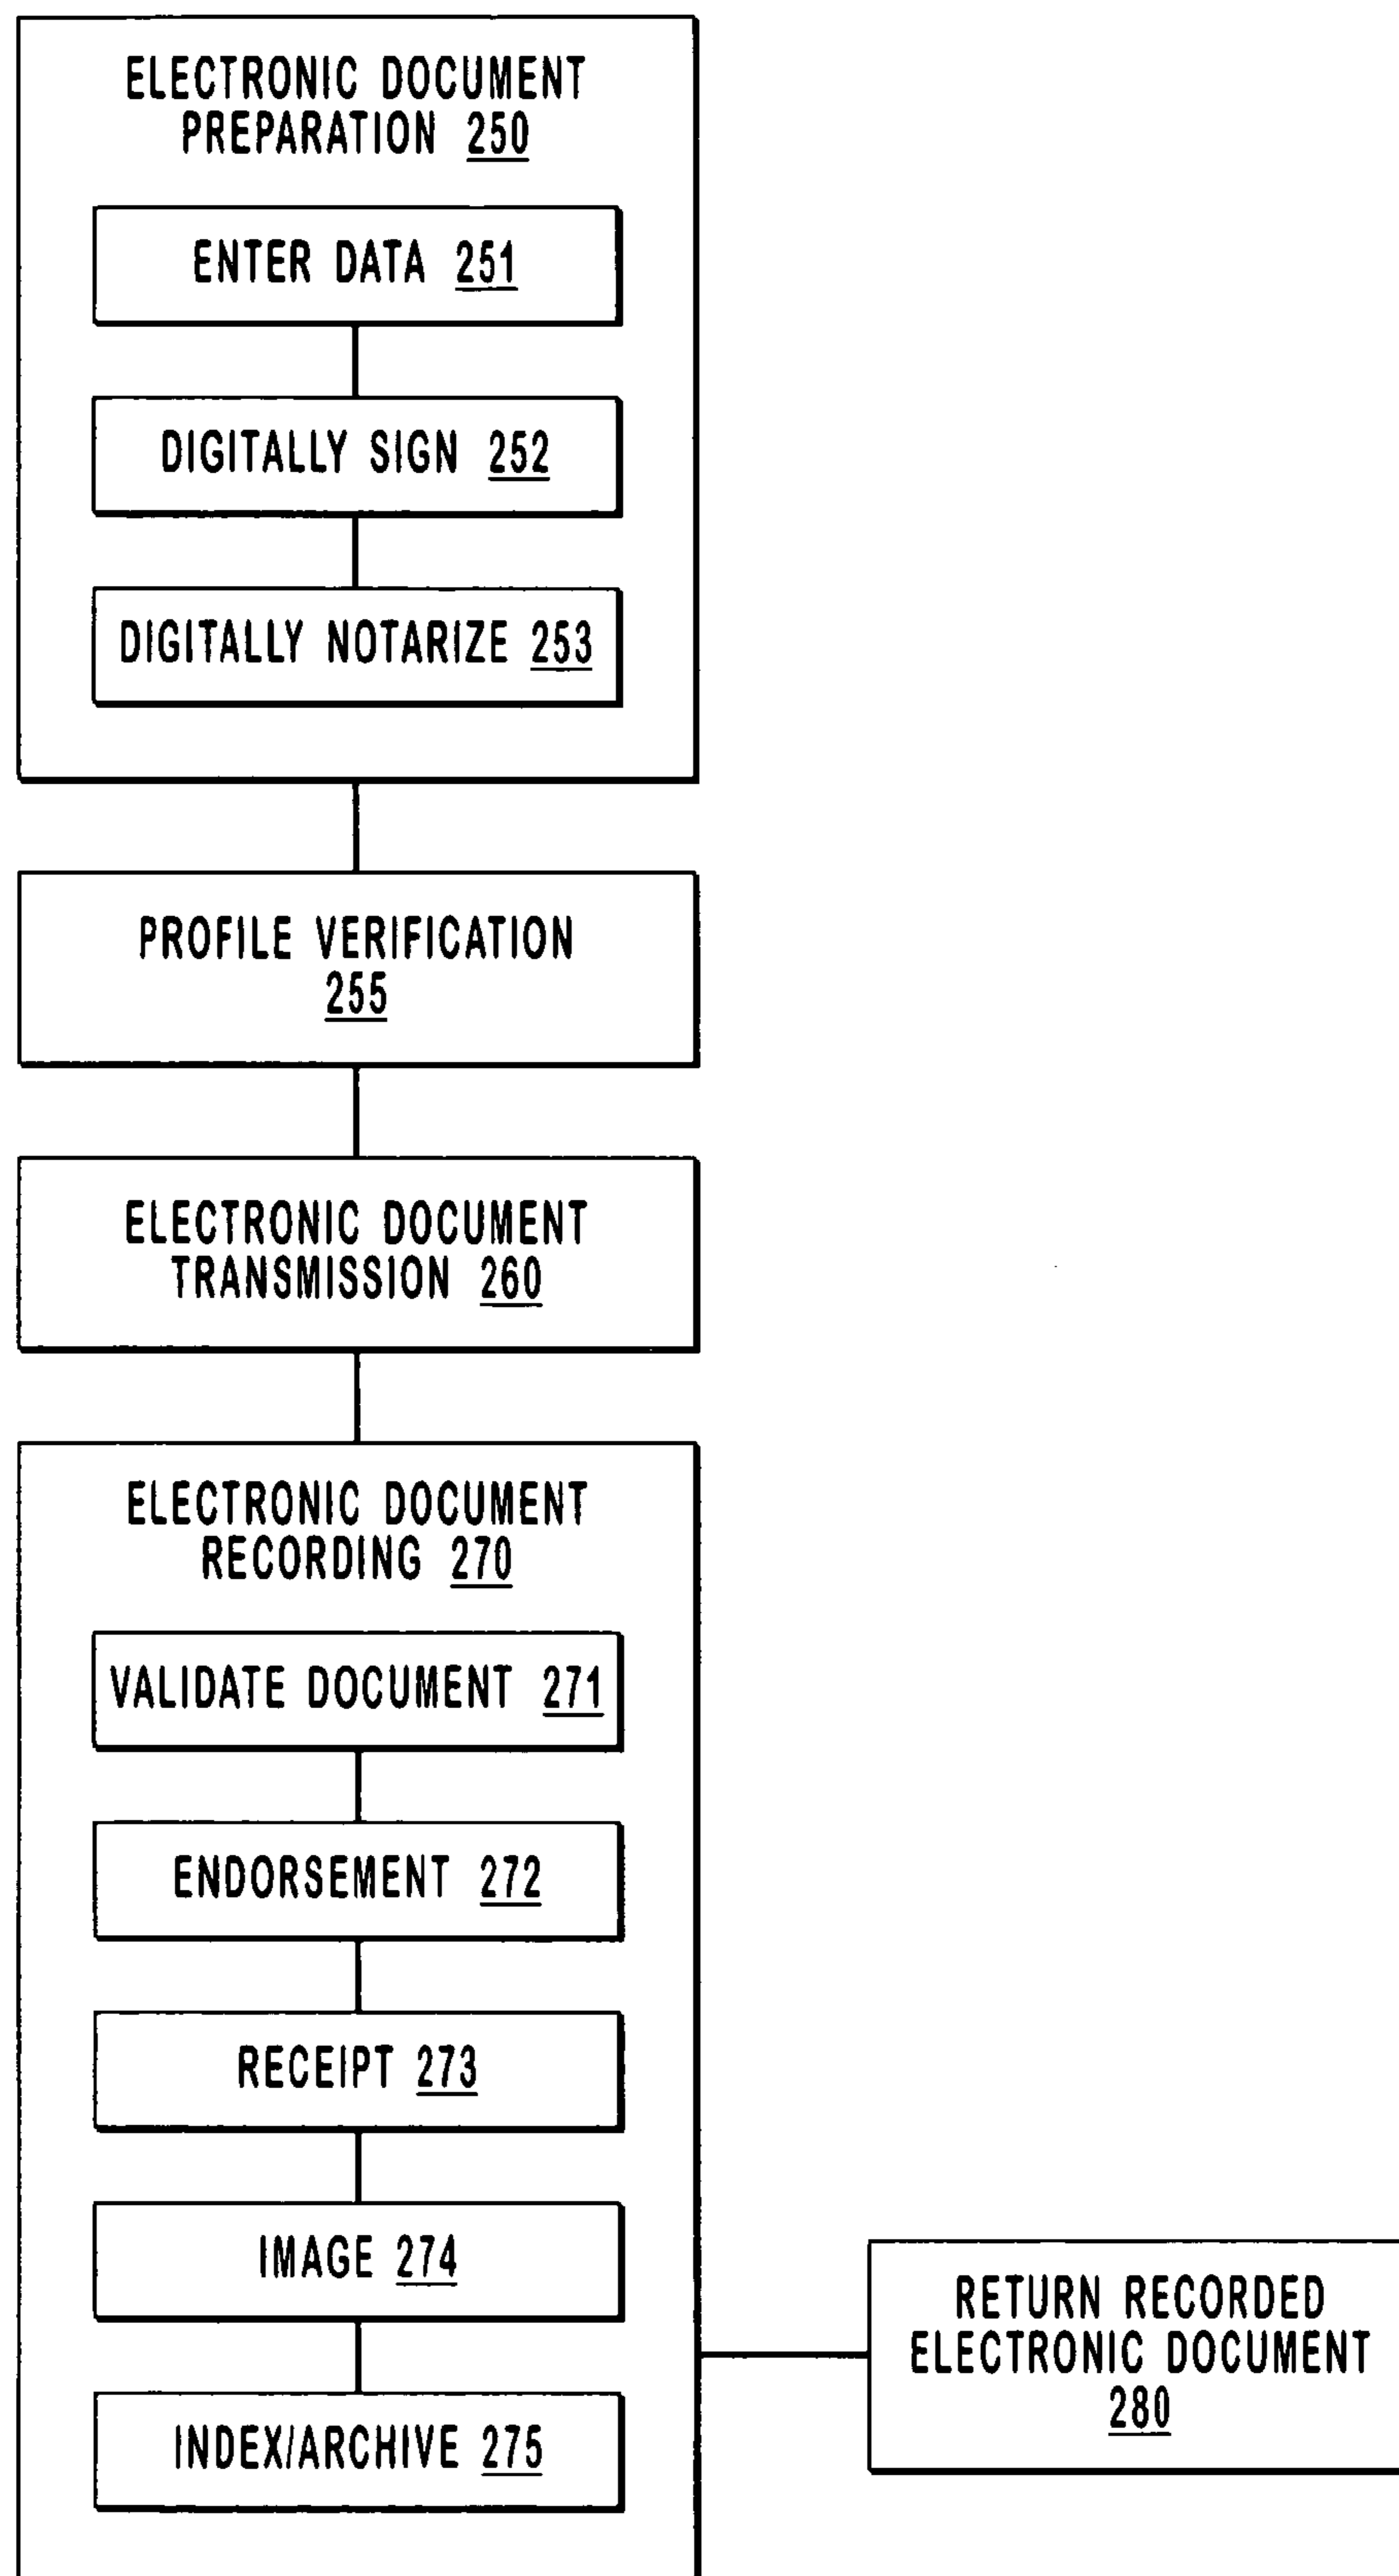 ELECTRONIC DOCUMENT
PREPARATION 250
ENTER DATA 251
DIGITALLY SIGN 252
DIGITALLY NOTARIZE 253
PROFILE VERIFICATION
255
ELECTRONIC DOCUMENT
TRANSMISSION 260
ELECTRONIC DOCUMENT
RECORDING 270
VALIDATE DOCUMENT 271
ENDORSEMENT 272
RECEIPT 273
IMAGE 274
INDEX/ARCHIVE 275
RETURN RECORDED
ELECTRONIC DOCUMENT
280